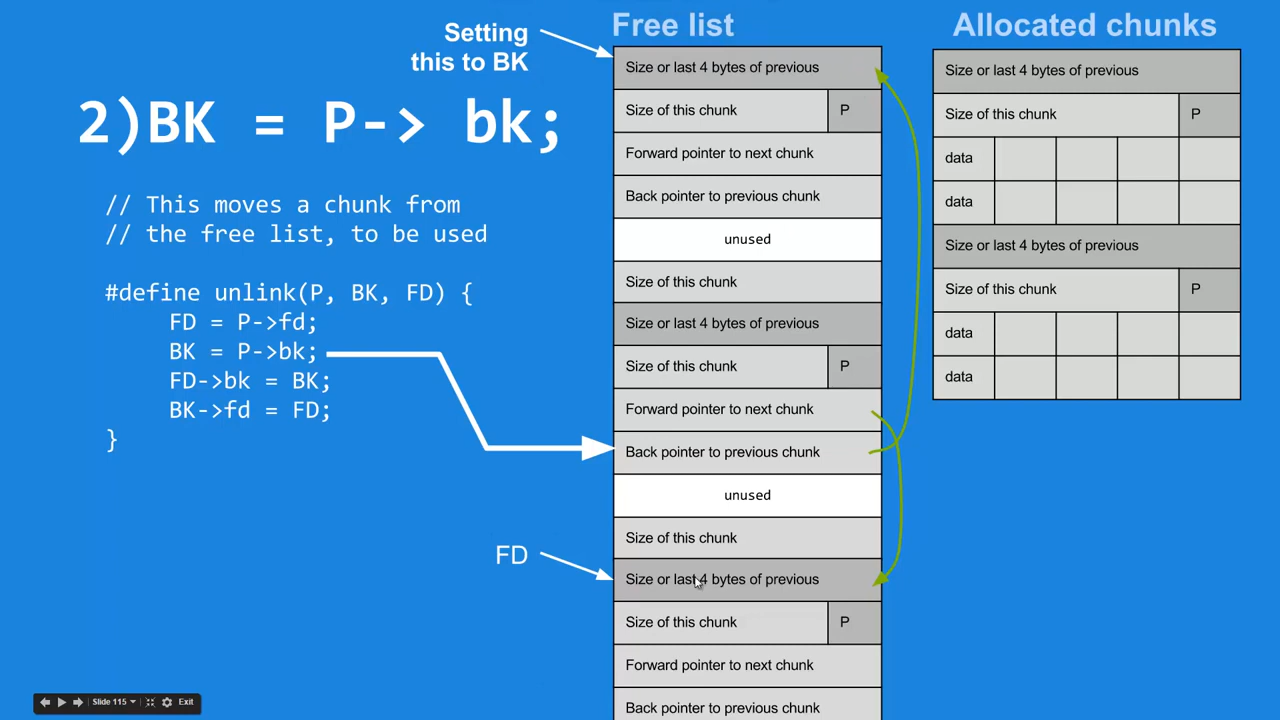 Setting
this to BK
2)BK = P-> bk;
// This moves a chunk from
// the free list, to be used
#define unlink(P, BK, FD) {
FD = P->fd;
BK = P->bk;
FD->bk = BK;
BK->fd = FD;
}
FD
Free list
Size or last 4 bytes of previous
Size of this chunk P
Forward pointer to next chunk
Back pointer to previous chunk
unused
Size of this chunk
Size or last 4 bytes of previous
Size of this chunk P
Forward pointer to next chunk
Back pointer to previous chunk
unused
Size of this chunk
Size or last 4 bytes of previous
Size of this chunk P
Forward pointer to next chunk
Back pointer to previous chunk
Allocated chunks
Size or last 4 bytes of previous
Size of this chunk P
data
data
Size or last 4 bytes of previous
Size of this chunk P
data
data
Slide 115 Exit